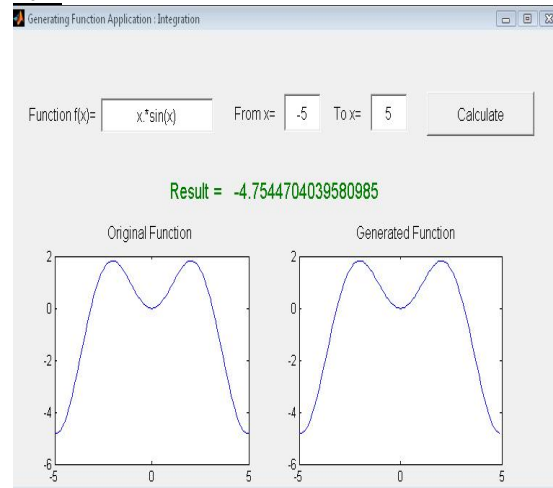 Generating Function Application : Integration
Function f(x)= x.*sin(x) From x= -5 To x= 5 Calculate
Result = -4.7544704039580985
Original Function Generated Function
2 2
0 0
-2 -2
-4 -4
-6 -6
-5 0 5 -5 0 5